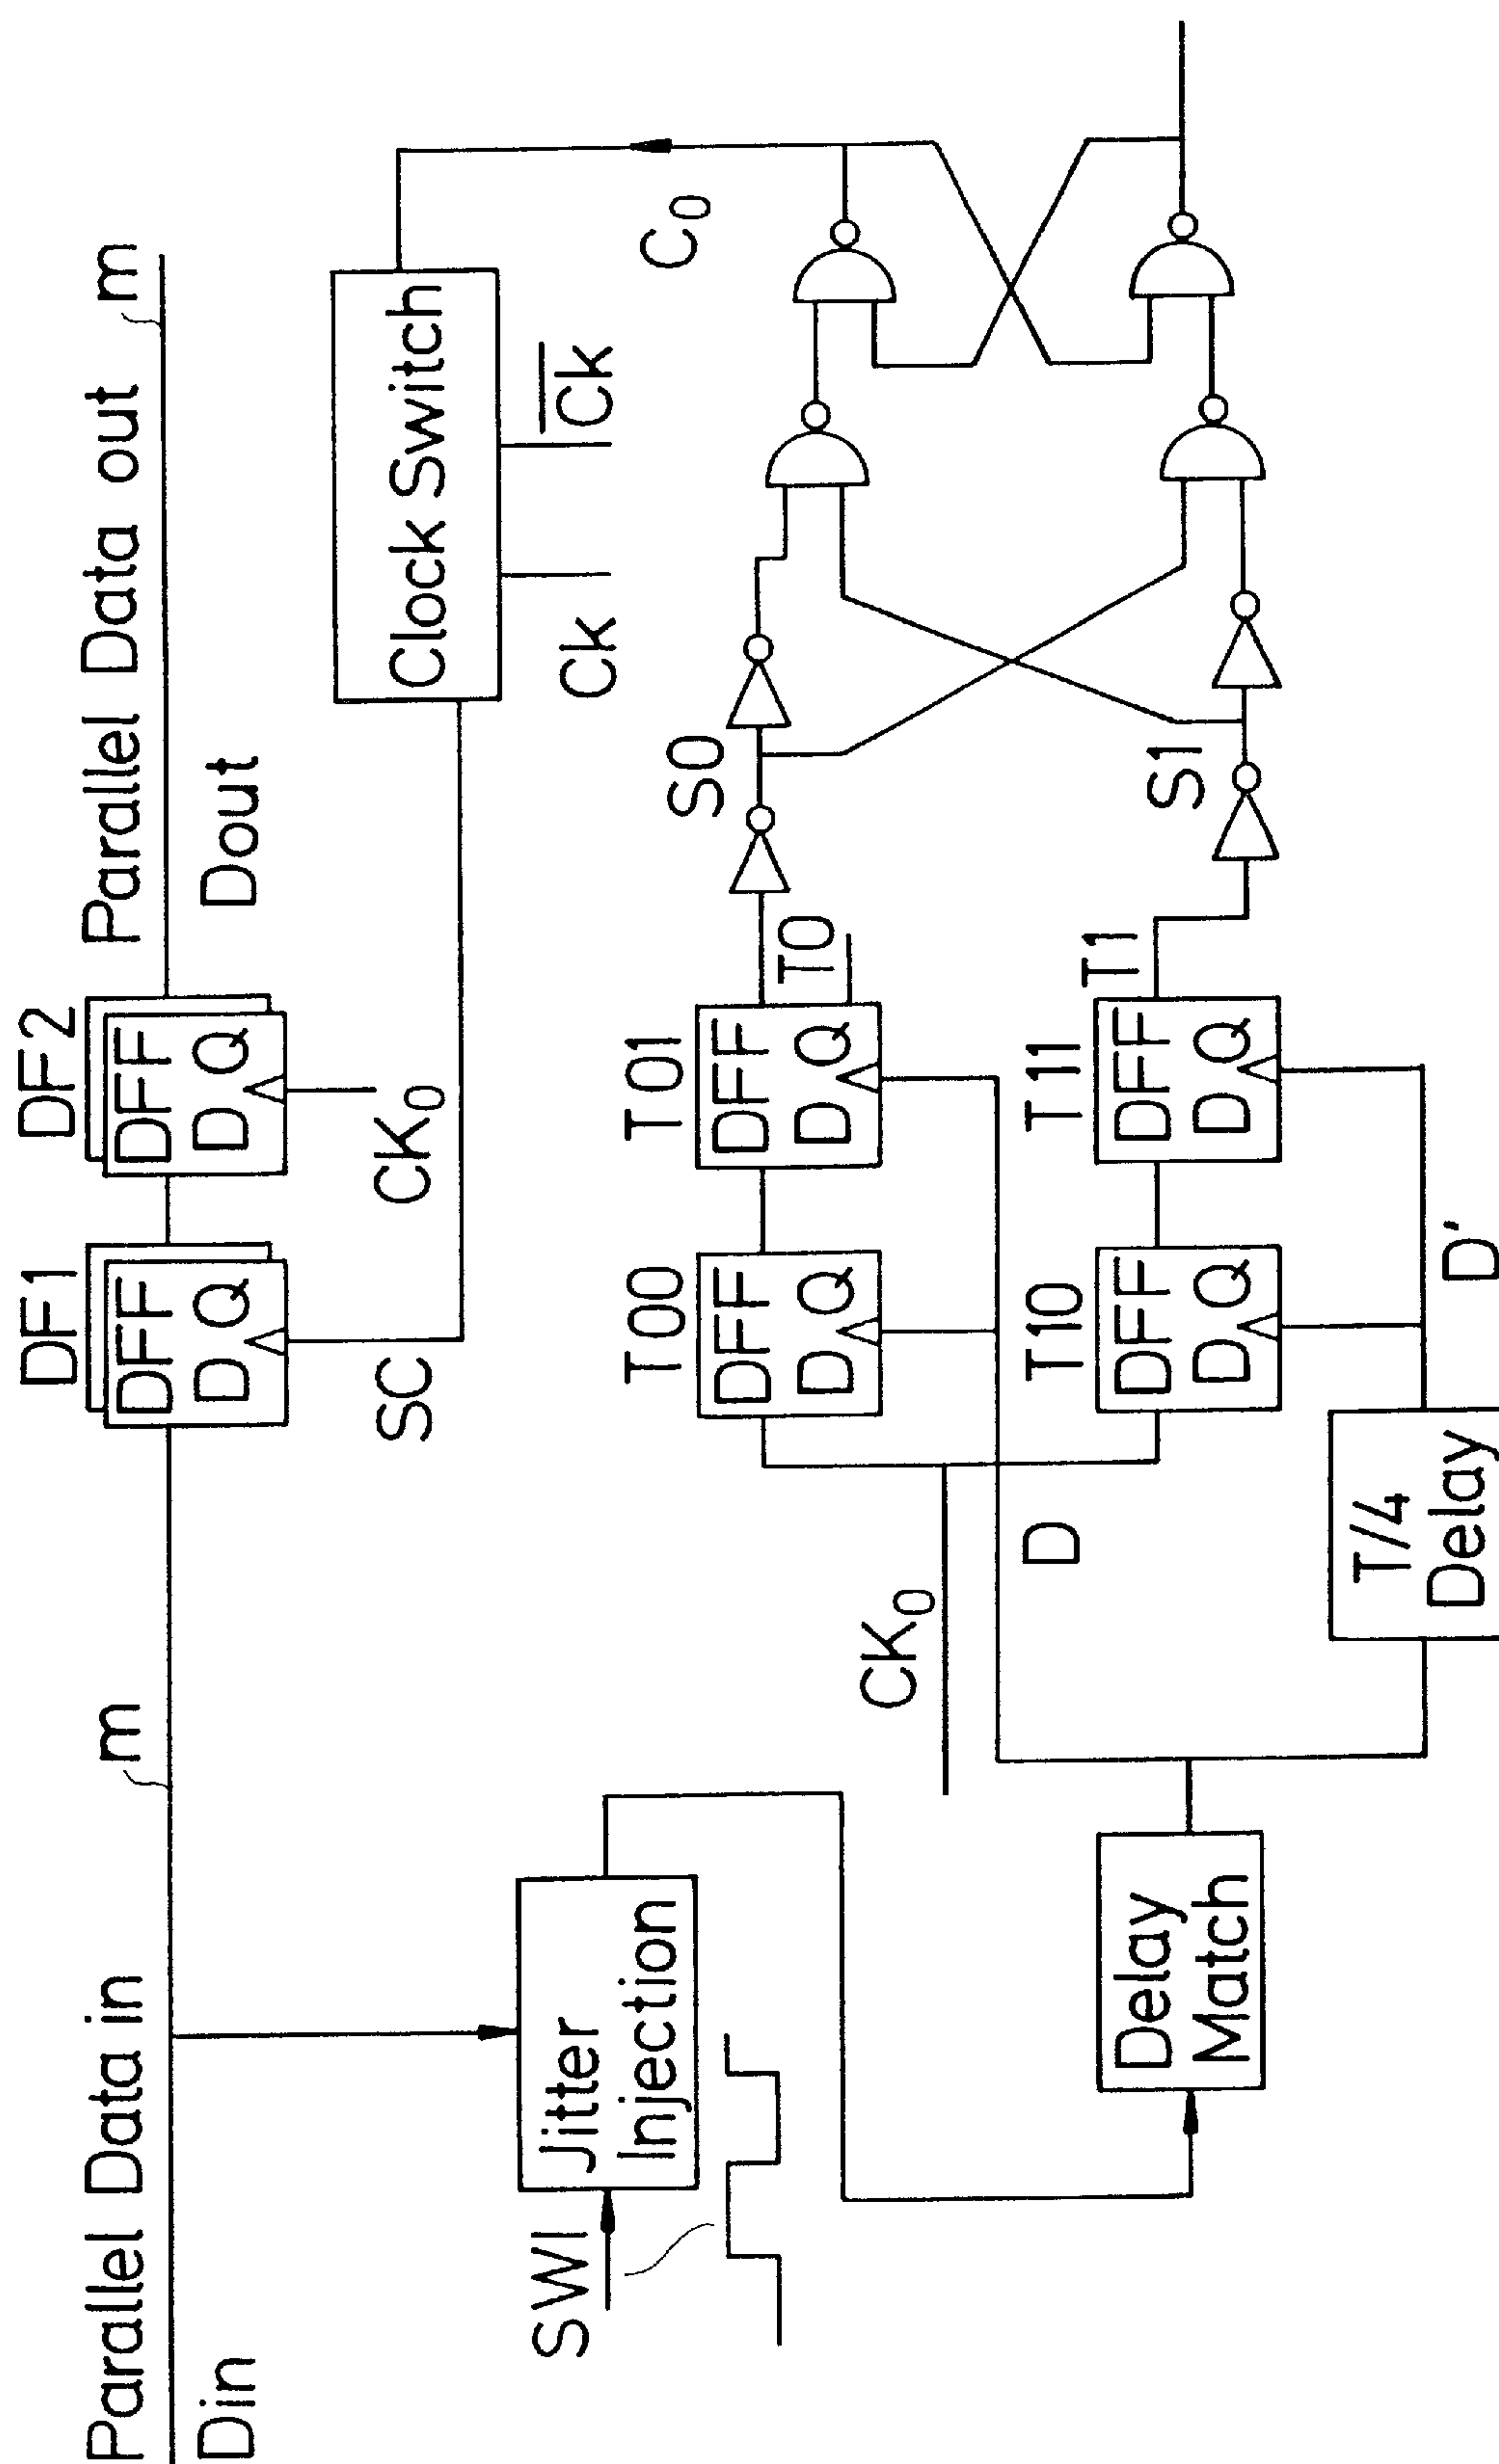 Parallel Data in
Din
m
DF1
DFF
D Q
SC
DF2
DFF
D Q
CK0
Parallel Data out
m
Dout
Clock Switch
Ck
C̅k̅
C0
SWI
Jitter
Injection
T00
DFF
D Q
T01
DFF
D Q
T0
S0
CK0
D
T10
DFF
D Q
T11
DFF
D Q
T1
S1
Delay
Match
T/4
Delay
D'